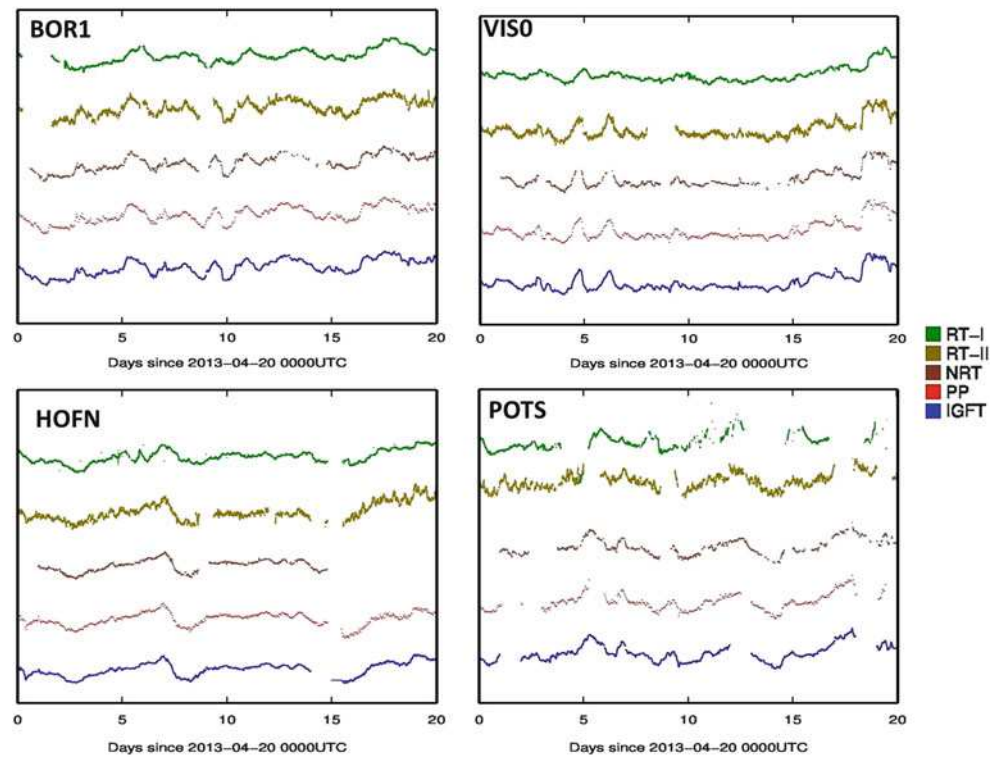 BOR1
0 5 10 15 20
Days since 2013-04-20 0000UTC
VIS0
0 5 10 15 20
Days since 2013-04-20 0000UTC
RT-I
RT-II
NRT
PP
IGFT
HOFN
0 5 10 15 20
Days since 2013-04-20 0000UTC
POTS
0 5 10 15 20
Days since 2013-04-20 0000UTC